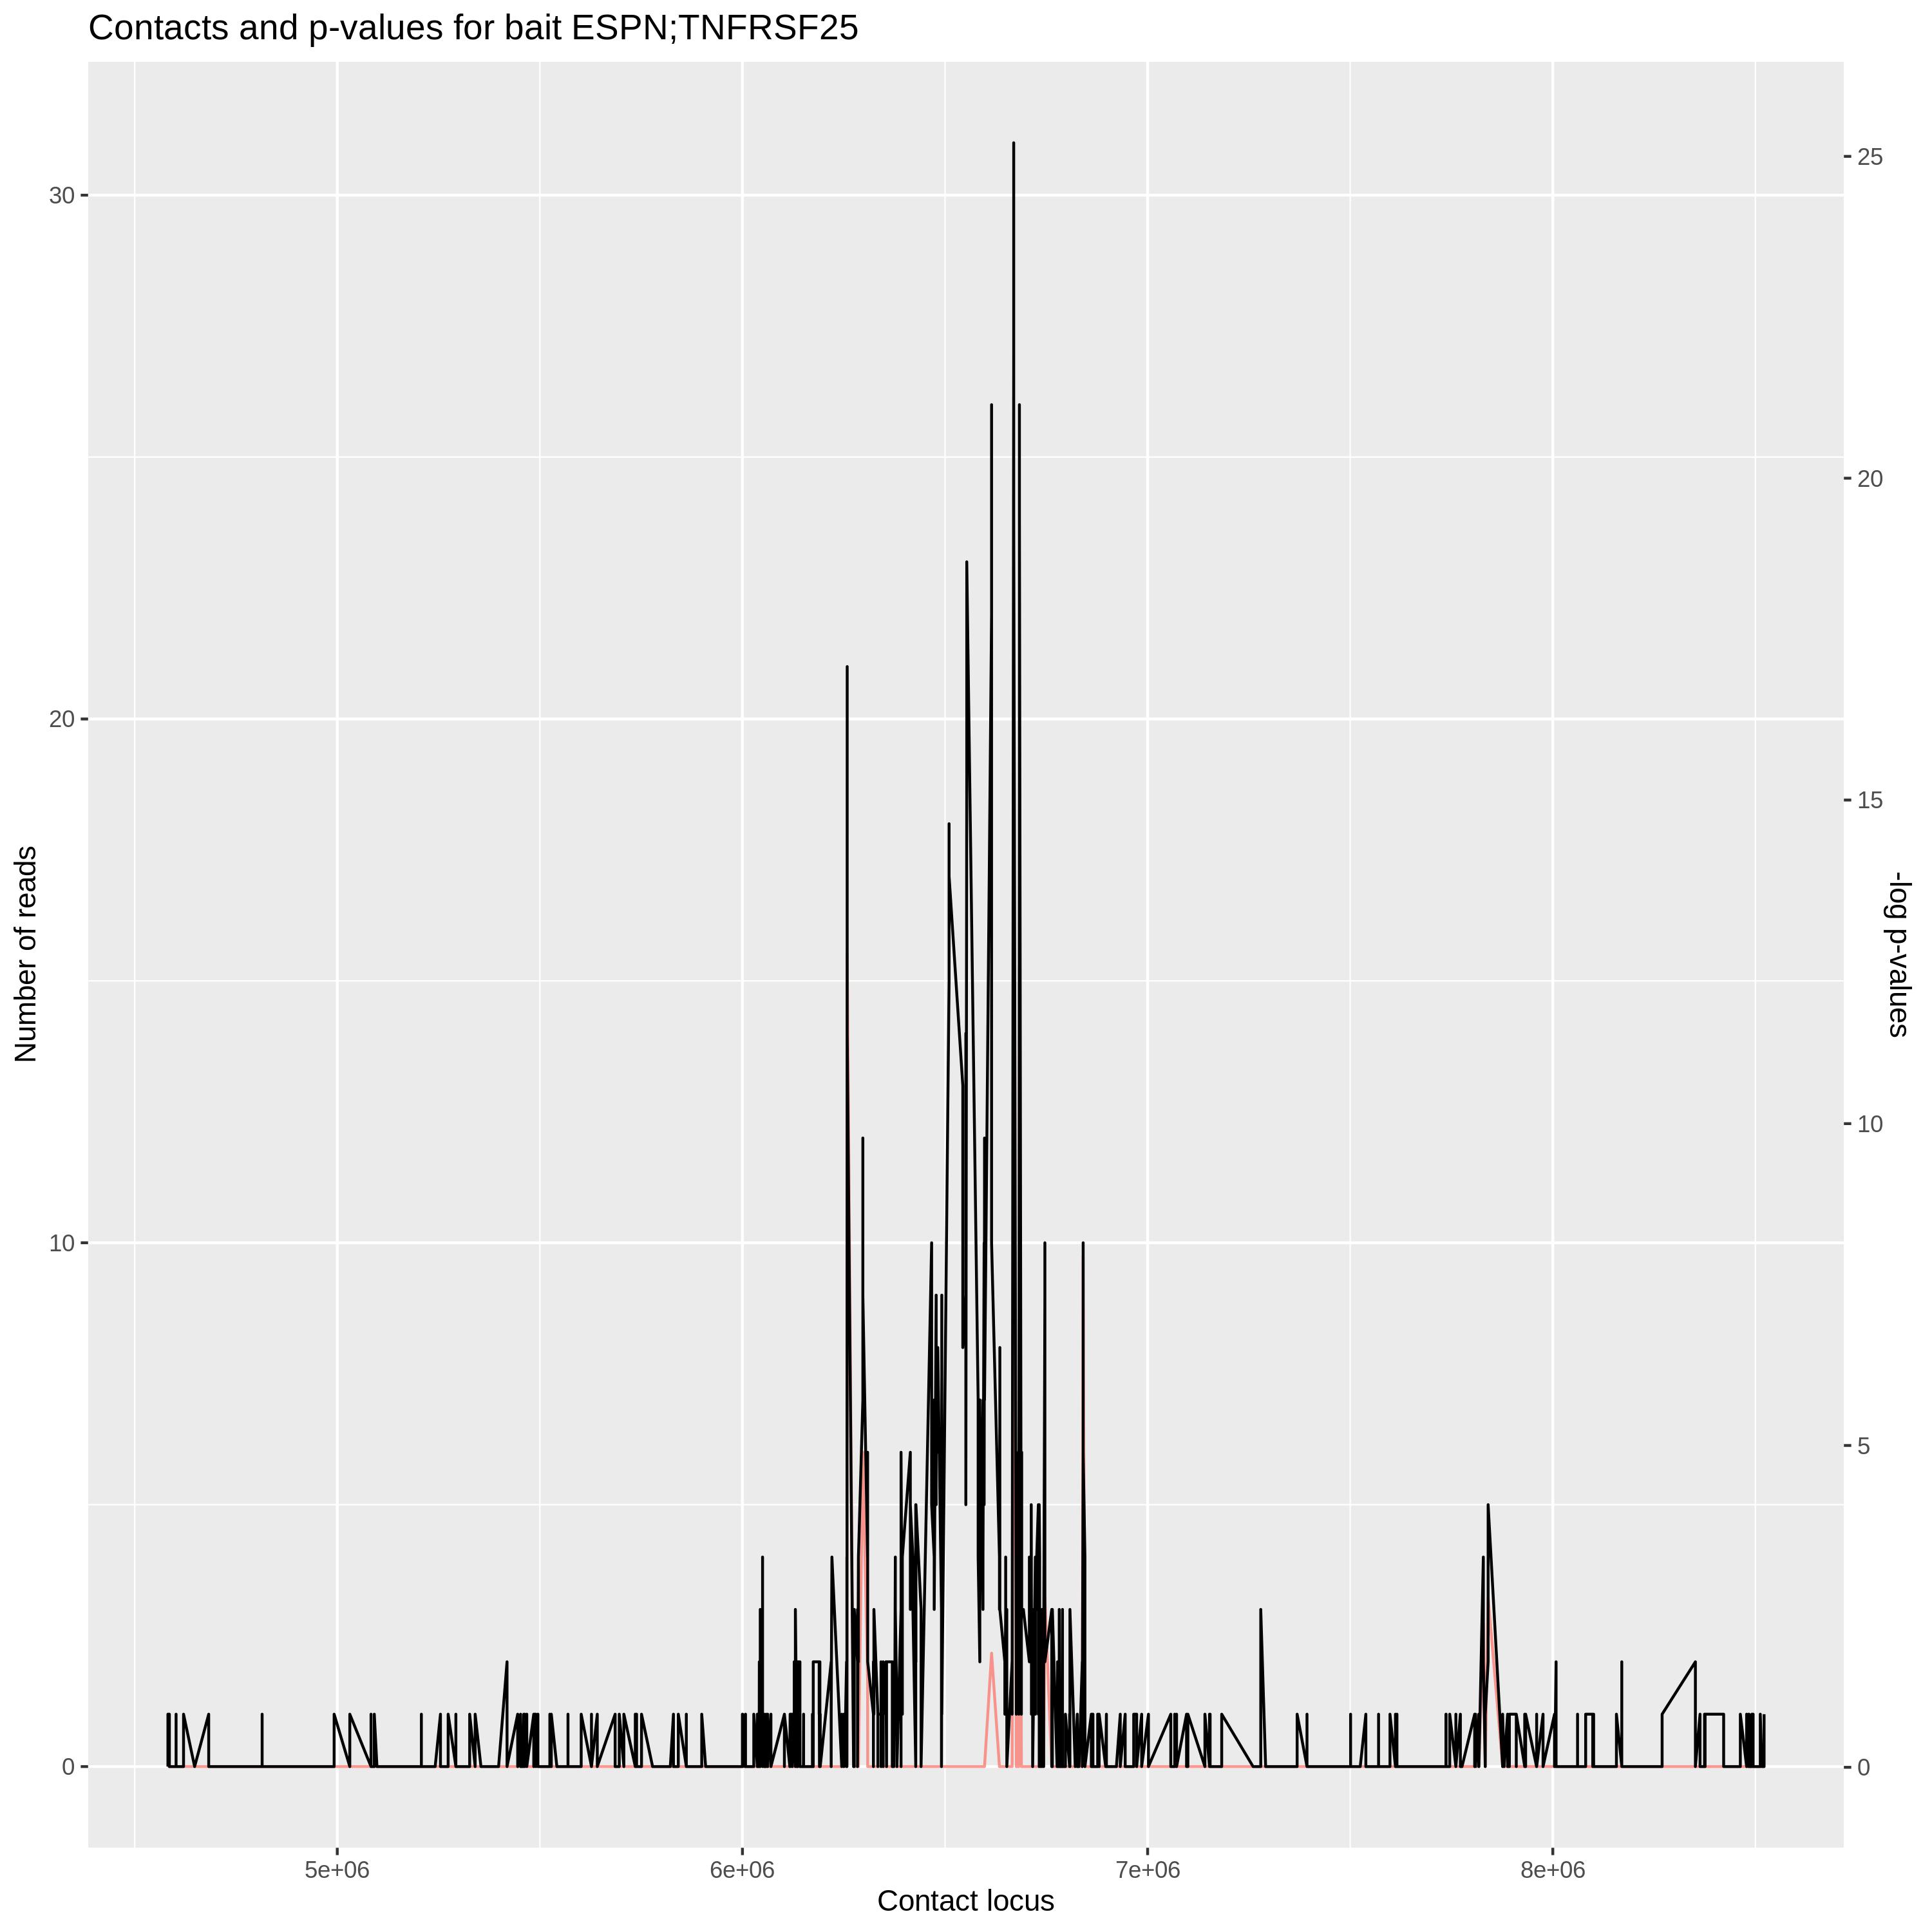 Contacts and p-values for bait ESPN;TNFRSF25
30
20
10
0
Number of reads
25
20
15
10
5
0
-log p-values
5e+06 6e+06 7e+06 8e+06
Contact locus